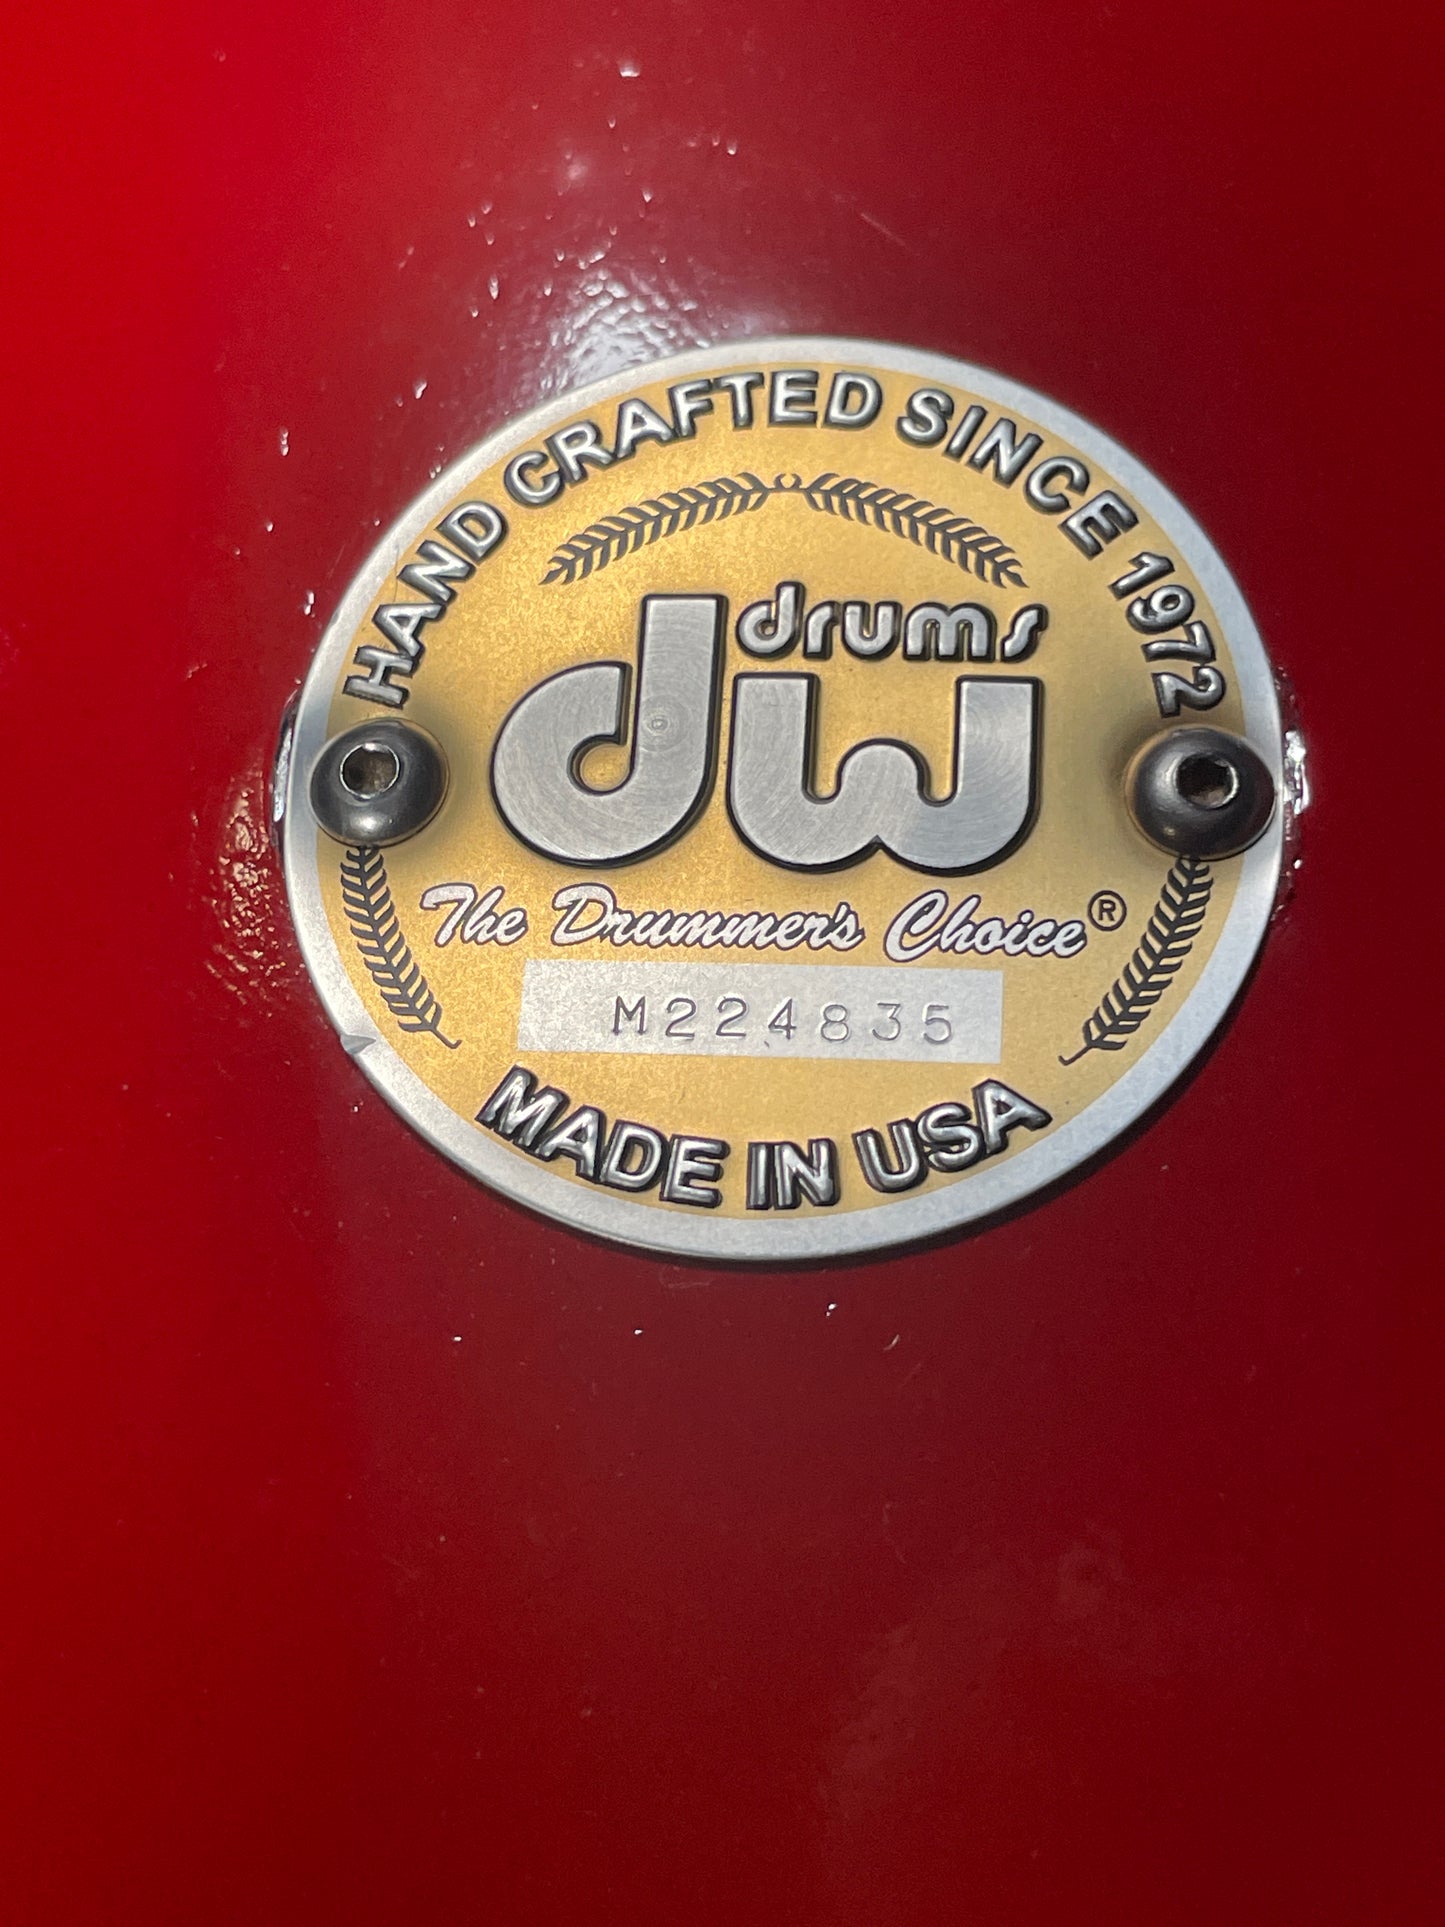 HAND CRAFTED SINCE 1972
drums
dw
The Drummer's Choice®
M224835
MADE IN USA